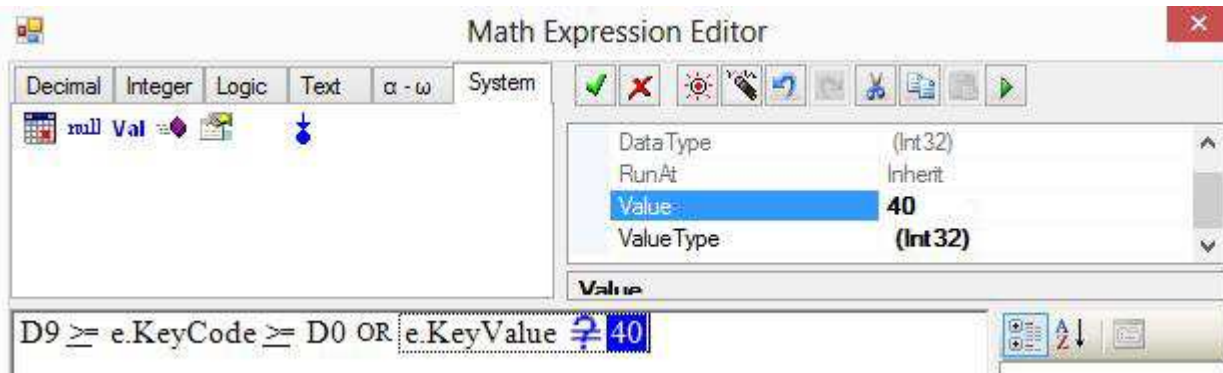 Math Expression Editor
Decimal Integer Logic Text α - ω System
null Val
DataType (Int32)
RunAt Inherit
Value 40
ValueType (Int32)
Value
D9 >= e.KeyCode >= D0 OR e.KeyValue ≟ 40